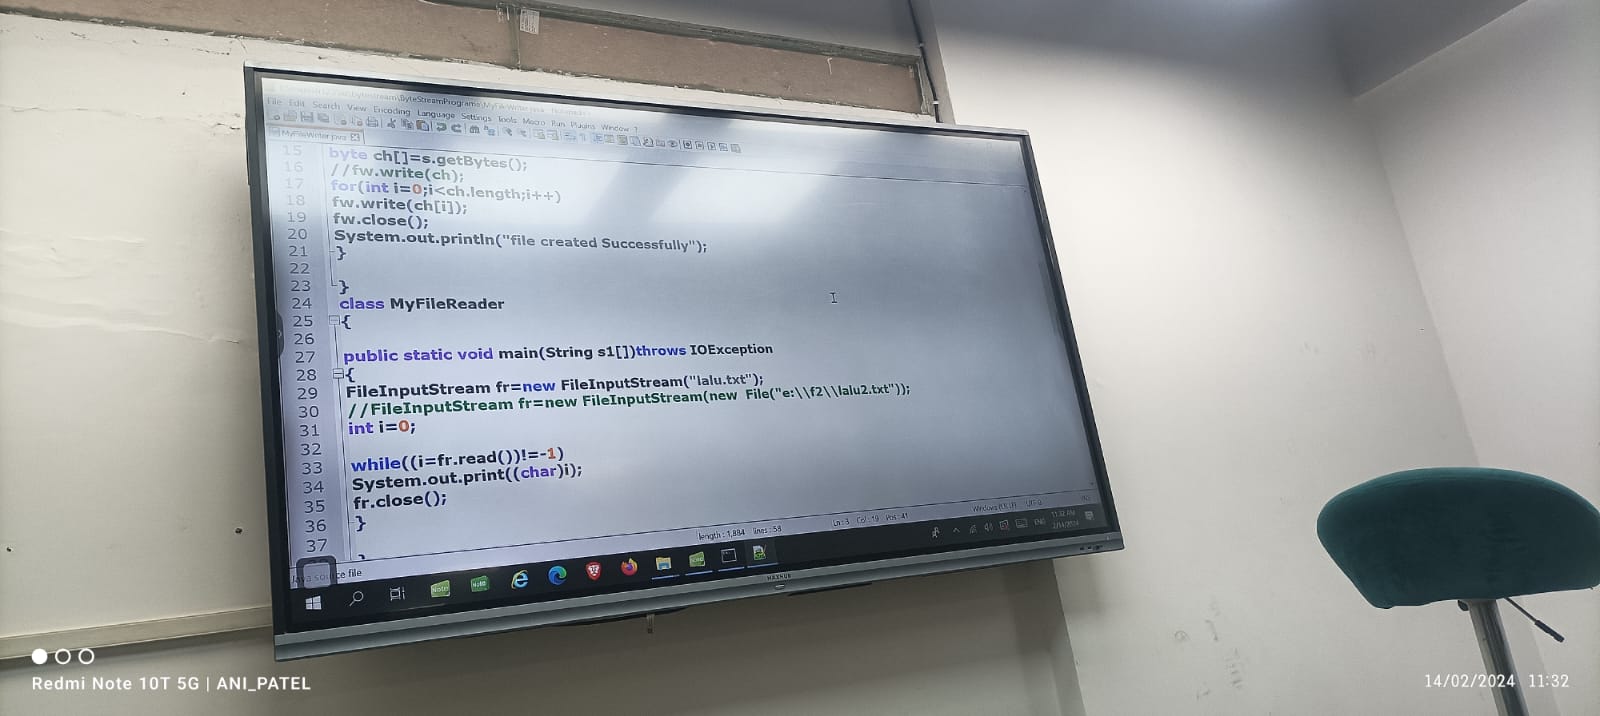 ByteStreamPrograms\MyFileWriter.java
File Edit Search View Encoding Language Settings Tools Macro Run Plugins Window ?
MyFileWriter.java
15 byte ch[]=s.getBytes();
16 //fw.write(ch);
17 for(int i=0;i<ch.length;i++)
18 fw.write(ch[i]);
19 fw.close();
20 System.out.println("file created Successfully");
21 }
22
23 }
24 class MyFileReader
25 {
26
27 public static void main(String s1[])throws IOException
28 {
29 FileInputStream fr=new FileInputStream("lalu.txt");
30 //FileInputStream fr=new FileInputStream(new File("e:\\f2\\lalu2.txt"));
31 int i=0;
32
33 while((i=fr.read())!=-1)
34 System.out.print((char)i);
35 fr.close();
36 }
37
Java source file length : 1,884 lines : 58 Ln : 3 Col : 19 Pos : 41 Windows (CR LF) UTF-8 INS
ENG 11:32 AM
2/14/2024
MAXHUB
Redmi Note 10T 5G | ANI_PATEL
14/02/2024 11:32